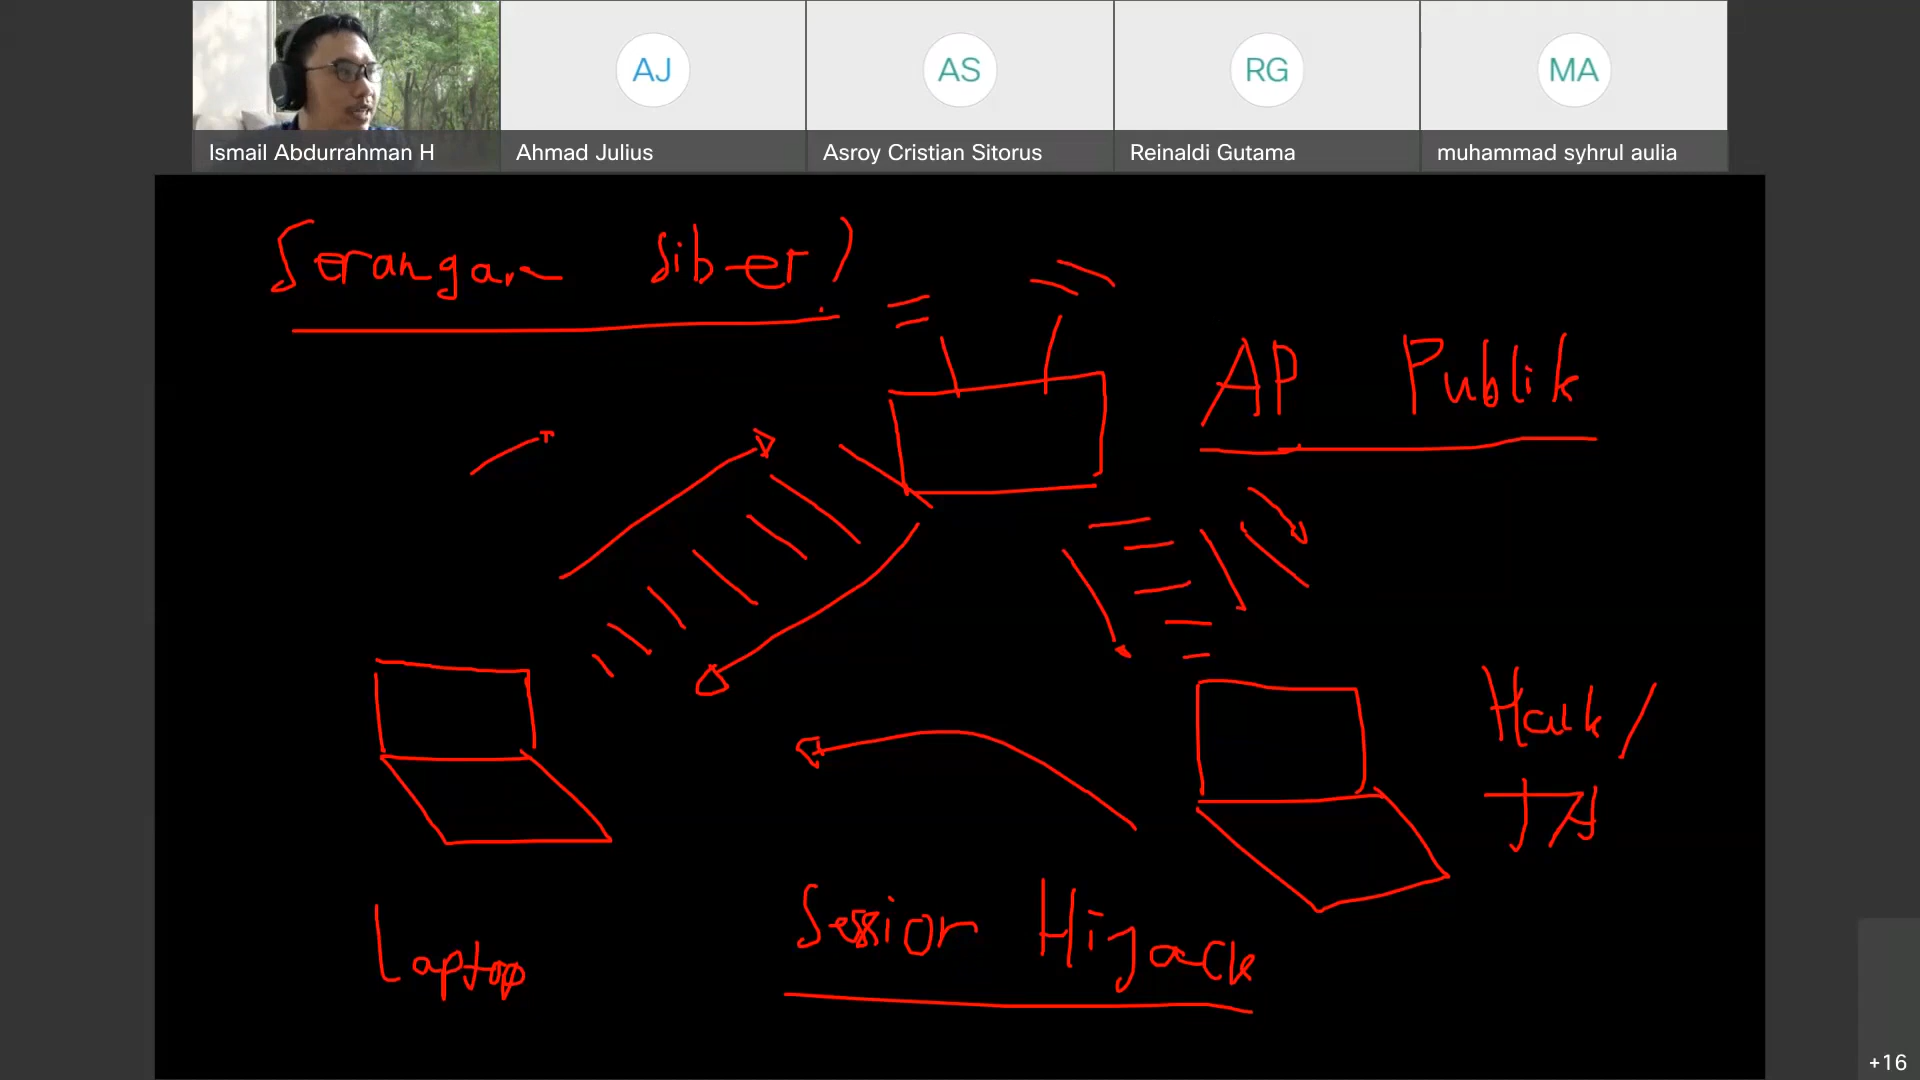 AJ
AS
RG
MA
Ismail Abdurrahman H
Ahmad Julius
Asroy Cristian Sitorus
Reinaldi Gutama
muhammad syhrul aulia
Serangan Siber
AP Publik
Hack /
TA
Session Hijack
Laptop
+16